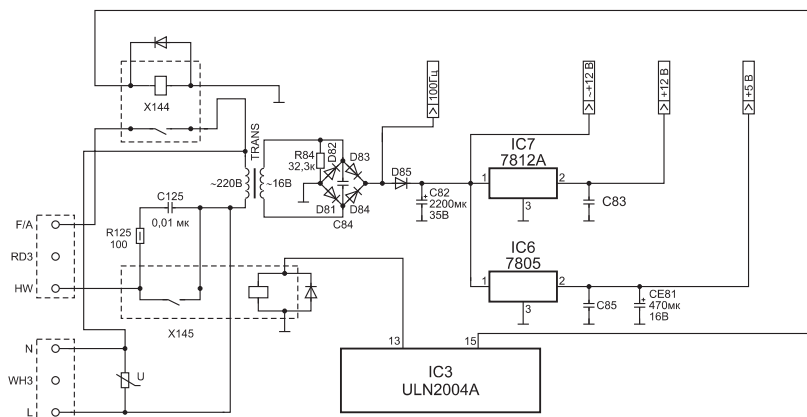 X144
100Гц
~+12 В
+12 В
+5 В
TRANS
R84
32,3к
D82
D83
D85
IC7
7812A
~220В
~16В
1
2
3
C125
0,01 мк
D81
D84
C84
+
C82
2200мк
35В
C83
F/A
R125
100
RD3
HW
IC6
7805
1
2
3
C85
+
CE81
470мк
16В
X145
N
WH3
L
U
13
15
IC3
ULN2004A